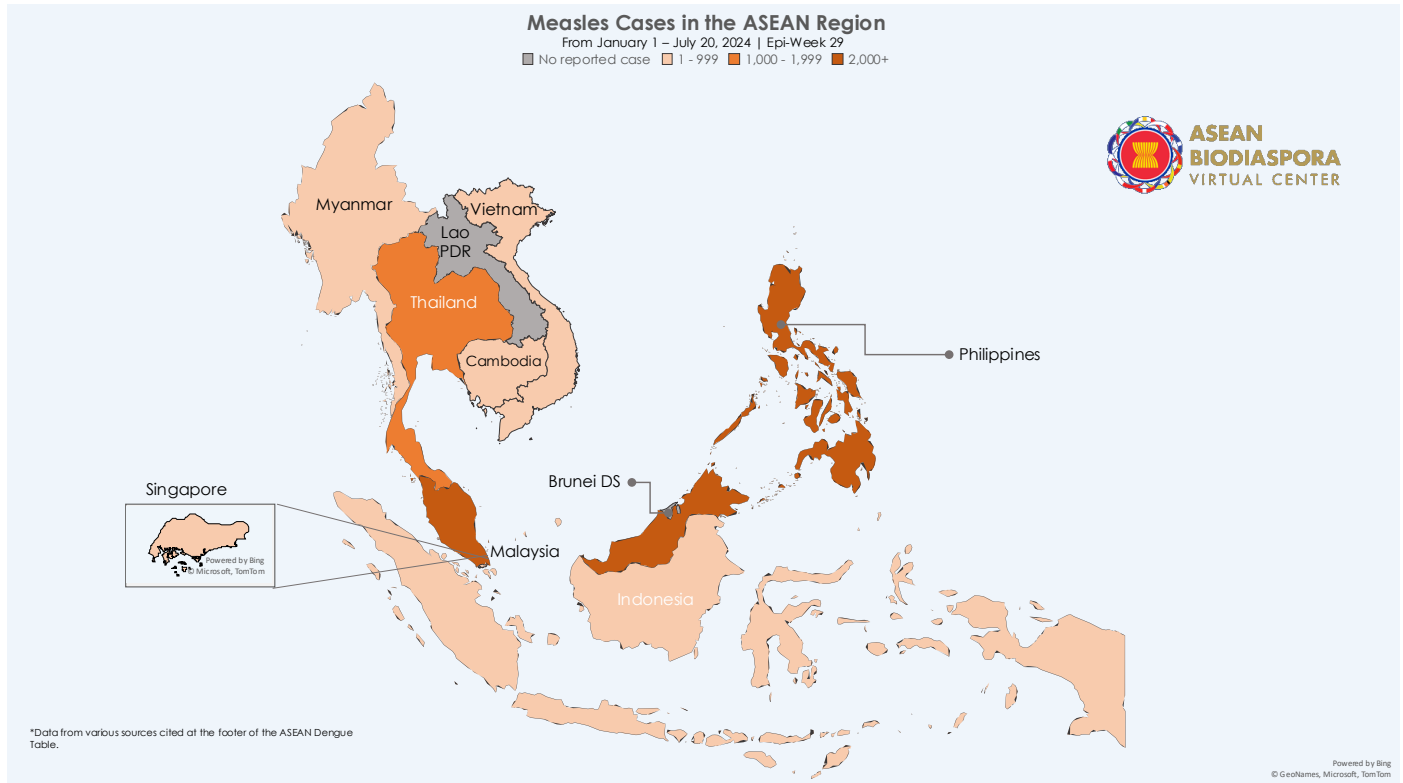 Measles Cases in the ASEAN Region
From January 1 – July 20, 2024 | Epi-Week 29
No reported case 1 - 999 1,000 - 1,999 2,000+
ASEAN
BIODIASPORA
VIRTUAL CENTER
Myanmar
Vietnam
Lao
PDR
Thailand
Cambodia
Philippines
Brunei DS
Singapore
Powered by Bing
© Microsoft, TomTom
Malaysia
Indonesia
*Data from various sources cited at the footer of the ASEAN Dengue
Table.
Powered by Bing
© GeoNames, Microsoft, TomTom